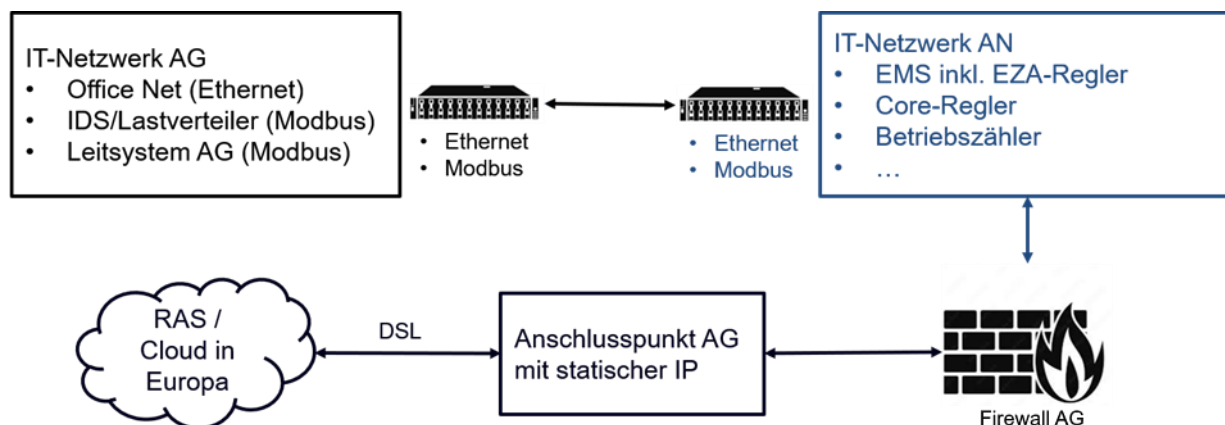 IT-Netzwerk AG
• Office Net (Ethernet)
• IDS/Lastverteiler (Modbus)
• Leitsystem AG (Modbus)
• Ethernet
• Modbus
• Ethernet
• Modbus
IT-Netzwerk AN
• EMS inkl. EZA-Regler
• Core-Regler
• Betriebszähler
• …
RAS /
Cloud in
Europa
DSL
Anschlusspunkt AG
mit statischer IP
Firewall AG